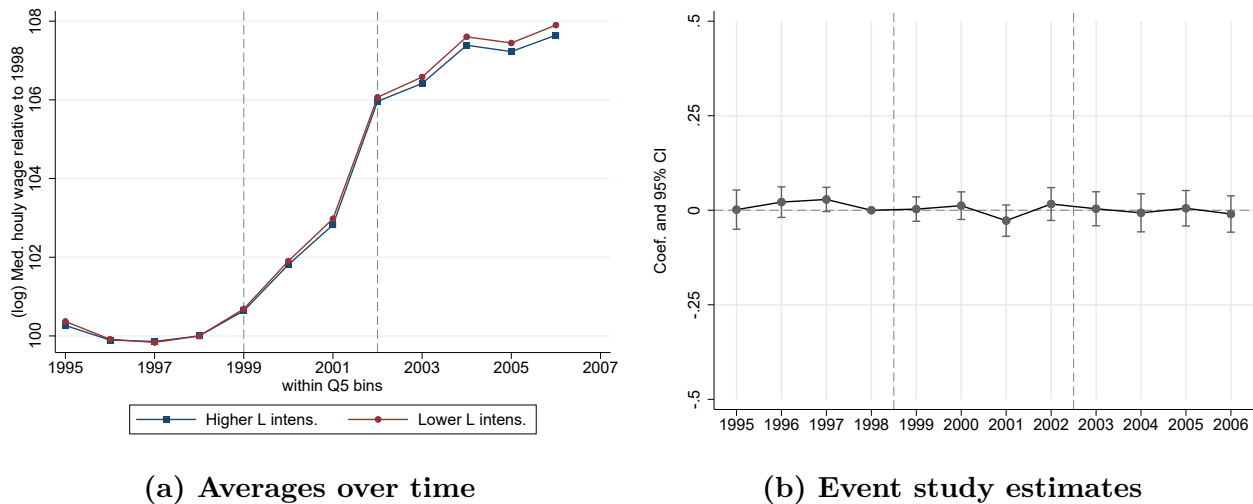 (log) Med. houly wage relative to 1998
108
106
104
102
100
1995 1997 1999 2001 2003 2005 2007
within Q5 bins
Higher L intens. Lower L intens.
(a) Averages over time
Coef. and 95% CI
.5
.25
0
-.25
-.5
1995 1996 1997 1998 1999 2000 2001 2002 2003 2004 2005 2006
(b) Event study estimates